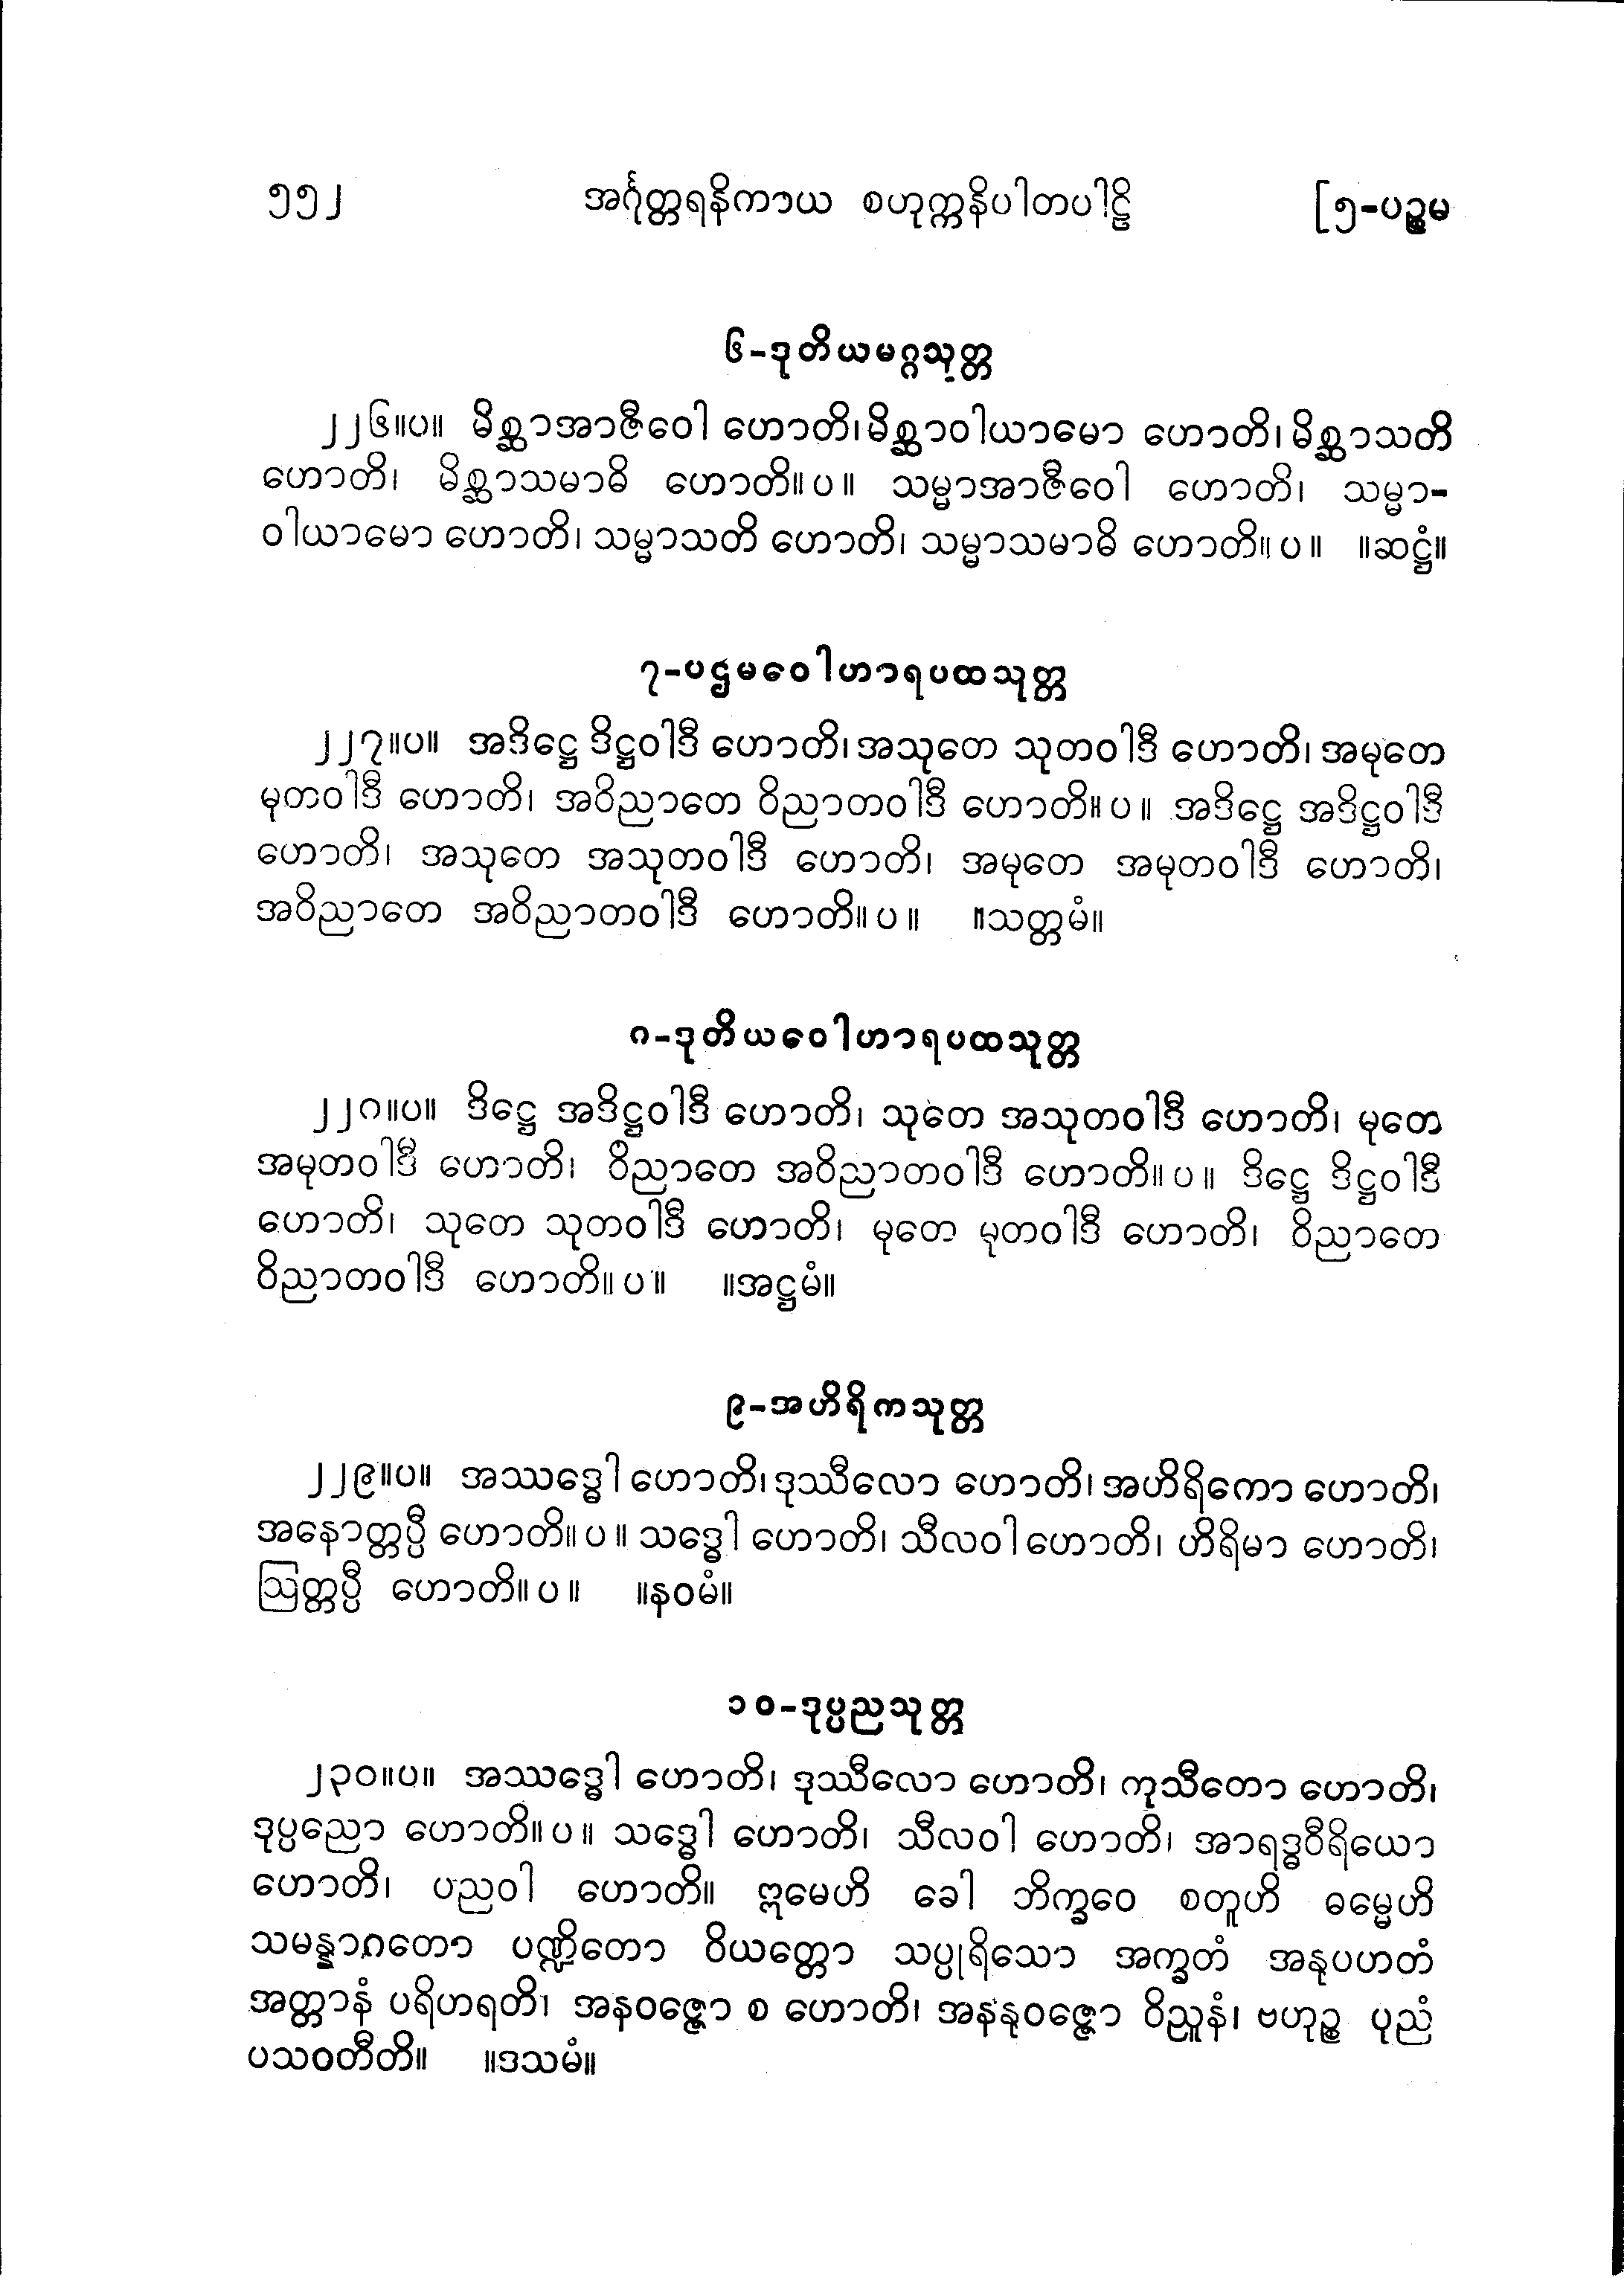 ၅၅၂ အင်္ဂုတ္တရနိကာယ စတုက္ကနိပါတပါဠိ [၅-ပဉ္စမ
၆-ဒုတိယမဂ္ဂသုတ္တ
၂၂၆။ပ။ မိစ္ဆာအာဇီဝေါ ဟောတိ၊ မိစ္ဆာဝါယာမော ဟောတိ၊ မိစ္ဆာသတိ
ဟောတိ၊ မိစ္ဆာသမာဓိ ဟောတိ။ပ။ သမ္မာအာဇီဝေါ ဟောတိ၊ သမ္မာ-
ဝါယာမော ဟောတိ၊ သမ္မာသတိ ဟောတိ၊ သမ္မာသမာဓိ ဟောတိ။ပ။ ။ဆဋ္ဌံ။
၇-ပဌမဝေါဟာရပထသုတ္တ
၂၂၇။ပ။ အဒိဋ္ဌေ ဒိဋ္ဌဝါဒီ ဟောတိ၊ အသုတေ သုတဝါဒီ ဟောတိ၊ အမုတေ
မုတဝါဒီ ဟောတိ၊ အဝိညာတေ ဝိညာတဝါဒီ ဟောတိ။ပ။ အဒိဋ္ဌေ အဒိဋ္ဌဝါဒီ
ဟောတိ၊ အသုတေ အသုတဝါဒီ ဟောတိ၊ အမုတေ အမုတဝါဒီ ဟောတိ၊
အဝိညာတေ အဝိညာတဝါဒီ ဟောတိ။ပ။ ။သတ္တမံ။
၈-ဒုတိယဝေါဟာရပထသုတ္တ
၂၂၈။ပ။ ဒိဋ္ဌေ အဒိဋ္ဌဝါဒီ ဟောတိ၊ သုတေ အသုတဝါဒီ ဟောတိ၊ မုတေ
အမုတဝါဒီ ဟောတိ၊ ဝိညာတေ အဝိညာတဝါဒီ ဟောတိ။ပ။ ဒိဋ္ဌေ ဒိဋ္ဌဝါဒီ
ဟောတိ၊ သုတေ သုတဝါဒီ ဟောတိ၊ မုတေ မုတဝါဒီ ဟောတိ၊ ဝိညာတေ
ဝိညာတဝါဒီ ဟောတိ။ပ။ ။အဋ္ဌမံ။
၉-အဟိရိကသုတ္တ
၂၂၉။ပ။ အဿဒ္ဓေါ ဟောတိ၊ ဒုဿီလော ဟောတိ၊ အဟိရိကော ဟောတိ၊
အနောတ္တပ္ပီ ဟောတိ။ပ။ သဒ္ဓေါ ဟောတိ၊ သီလဝါ ဟောတိ၊ ဟိရိမာ ဟောတိ၊
ဩတ္တပ္ပီ ဟောတိ။ပ။ ။နဝမံ။
၁၀-ဒုပ္ပညသုတ္တ
၂၃၀။ပ။ အဿဒ္ဓေါ ဟောတိ၊ ဒုဿီလော ဟောတိ၊ ကုသီတော ဟောတိ၊
ဒုပ္ပညော ဟောတိ။ပ။ သဒ္ဓေါ ဟောတိ၊ သီလဝါ ဟောတိ၊ အာရဒ္ဓဝီရိယော
ဟောတိ၊ ပညဝါ ဟောတိ။ ဣမေဟိ ခေါ ဘိက္ခဝေ စတူဟိ ဓမ္မေဟိ
သမန္နာဂတော ပဏ္ဍိတော ဝိယတ္တော သပ္ပုရိသော အက္ခတံ အနုပဟတံ
အတ္တာနံ ပရိဟရတိ၊ အနဝဇ္ဇော စ ဟောတိ၊ အနနုဝဇ္ဇော ဝိညူနံ၊ ဗဟုဉ္စ ပုညံ
ပသဝတီတိ။ ။ဒသမံ။